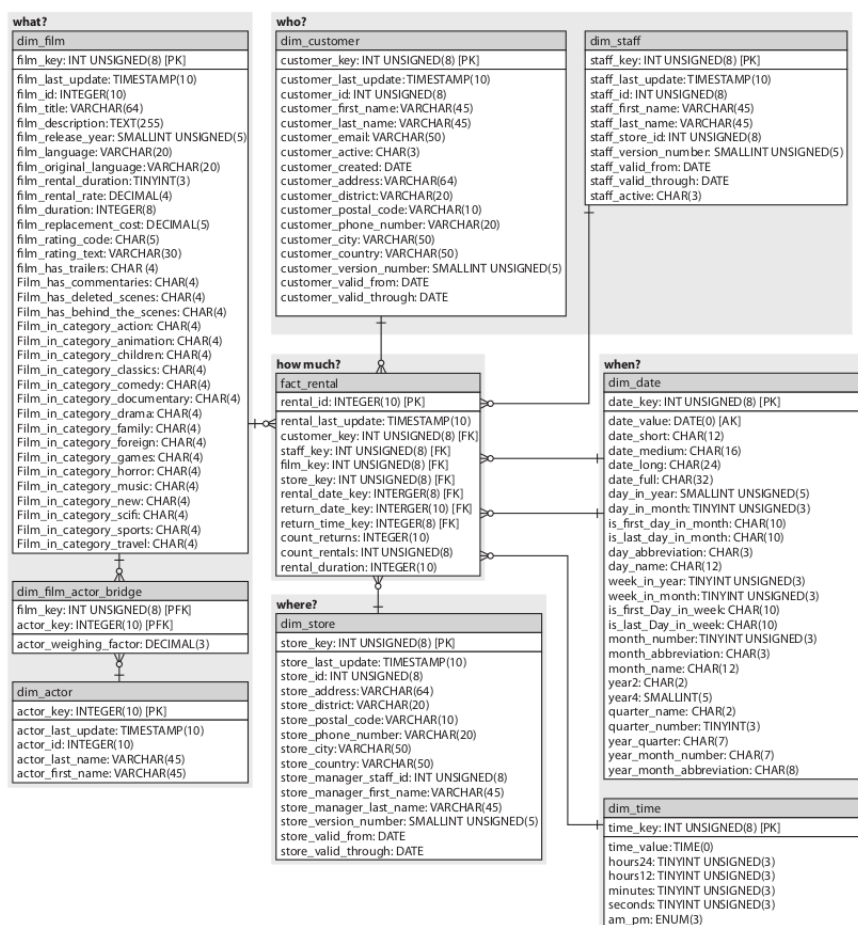 what?
dim_film
film_key: INT UNSIGNED(8) [PK]
film_last_update: TIMESTAMP(10)
film_id: INTEGER(10)
film_title: VARCHAR(64)
film_description: TEXT(255)
film_release_year: SMALLINT UNSIGNED(5)
film_language: VARCHAR(20)
film_original_language: VARCHAR(20)
film_rental_duration: TINYINT(3)
film_rental_rate: DECIMAL(4)
film_duration: INTEGER(8)
film_replacement_cost: DECIMAL(5)
film_rating_code: CHAR(5)
film_rating_text: VARCHAR(30)
film_has_trailers: CHAR (4)
Film_has_commentaries: CHAR(4)
Film_has_deleted_scenes: CHAR(4)
Film_has_behind_the_scenes: CHAR(4)
Film_in_category_action: CHAR(4)
Film_in_category_animation: CHAR(4)
Film_in_category_children: CHAR(4)
Film_in_category_classics: CHAR(4)
Film_in_category_comedy: CHAR(4)
Film_in_category_documentary: CHAR(4)
Film_in_category_drama: CHAR(4)
Film_in_category_family: CHAR(4)
Film_in_category_foreign: CHAR(4)
Film_in_category_games: CHAR(4)
Film_in_category_horror: CHAR(4)
Film_in_category_music: CHAR(4)
Film_in_category_new: CHAR(4)
Film_in_category_scifi: CHAR(4)
Film_in_category_sports: CHAR(4)
Film_in_category_travel: CHAR(4)
dim_film_actor_bridge
film_key: INT UNSIGNED(8) [PFK]
actor_key: INTEGER(10) [PFK]
actor_weighing_factor: DECIMAL(3)
dim_actor
actor_key: INTEGER(10) [PK]
actor_last_update: TIMESTAMP(10)
actor_id: INTEGER(10)
actor_last_name: VARCHAR(45)
actor_first_name: VARCHAR(45)
who?
dim_customer
customer_key: INT UNSIGNED(8) [PK]
customer_last_update: TIMESTAMP(10)
customer_id: INT UNSIGNED(8)
customer_first_name: VARCHAR(45)
customer_last_name: VARCHAR(45)
customer_email: VARCHAR(50)
customer_active: CHAR(3)
customer_created: DATE
customer_address: VARCHAR(64)
customer_district: VARCHAR(20)
customer_postal_code: VARCHAR(10)
customer_phone_number: VARCHAR(20)
customer_city: VARCHAR(50)
customer_country: VARCHAR(50)
customer_version_number: SMALLINT UNSIGNED(5)
customer_valid_from: DATE
customer_valid_through: DATE
dim_staff
staff_key: INT UNSIGNED(8) [PK]
staff_last_update: TIMESTAMP(10)
staff_id: INT UNSIGNED(8)
staff_first_name: VARCHAR(45)
staff_last_name: VARCHAR(45)
staff_store_id: INT UNSIGNED(8)
staff_version_number: SMALLINT UNSIGNED(5)
staff_valid_from: DATE
staff_valid_through: DATE
staff_active: CHAR(3)
how much?
fact_rental
rental_id: INTEGER(10) [PK]
rental_last_update: TIMESTAMP(10)
customer_key: INT UNSIGNED(8) [FK]
staff_key: INT UNSIGNED(8) [FK]
film_key: INT UNSIGNED(8) [FK]
store_key: INT UNSIGNED(8) [FK]
rental_date_key: INTERGER(8) [FK]
return_date_key: INTERGER(10) [FK]
return_time_key: INTEGER(8) [FK]
count_returns: INTEGER(10)
count_rentals: INT UNSIGNED(8)
rental_duration: INTEGER(10)
where?
dim_store
store_key: INT UNSIGNED(8) [PK]
store_last_update: TIMESTAMP(10)
store_id: INT UNSIGNED(8)
store_address: VARCHAR(64)
store_district: VARCHAR(20)
store_postal_code: VARCHAR(10)
store_phone_number: VARCHAR(20)
store_city: VARCHAR(50)
store_country: VARCHAR(50)
store_manager_staff_id: INT UNSIGNED(8)
store_manager_first_name: VARCHAR(45)
store_manager_last_name: VARCHAR(45)
store_version_number: SMALLINT UNSIGNED(5)
store_valid_from: DATE
store_valid_through: DATE
when?
dim_date
date_key: INT UNSIGNED(8) [PK]
date_value: DATE(0) [AK]
date_short: CHAR(12)
date_medium: CHAR(16)
date_long: CHAR(24)
date_full: CHAR(32)
day_in_year: SMALLINT UNSIGNED(5)
day_in_month: TINYINT UNSIGNED(3)
is_first_day_in_month: CHAR(10)
is_last_day_in_month: CHAR(10)
day_abbreviation: CHAR(3)
day_name: CHAR(12)
week_in_year: TINYINT UNSIGNED(3)
week_in_month: TINYINT UNSIGNED(3)
is_first_Day_in_week: CHAR(10)
is_last_Day_in_week: CHAR(10)
month_number: TINYINT UNSIGNED(3)
month_abbreviation: CHAR(3)
month_name: CHAR(12)
year2: CHAR(2)
year4: SMALLINT(5)
quarter_name: CHAR(2)
quarter_number: TINYINT(3)
year_quarter: CHAR(7)
year_month_number: CHAR(7)
year_month_abbreviation: CHAR(8)
dim_time
time_key: INT UNSIGNED(8) [PK]
time_value: TIME(0)
hours24: TINYINT UNSIGNED(3)
hours12: TINYINT UNSIGNED(3)
minutes: TINYINT UNSIGNED(3)
seconds: TINYINT UNSIGNED(3)
am_pm: ENUM(3)